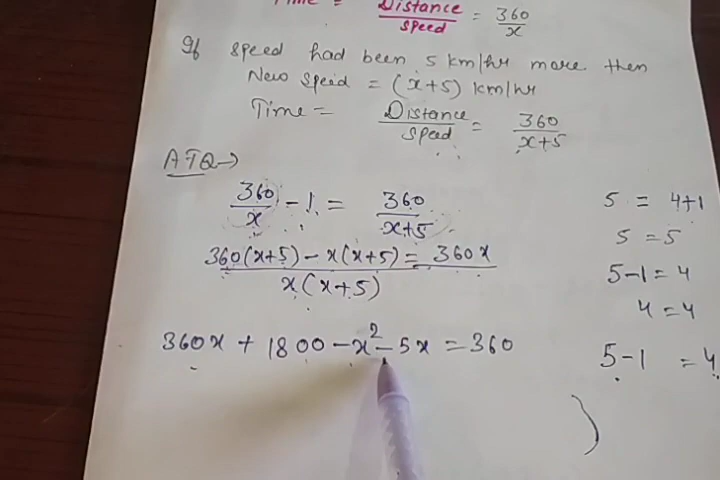 Time = Distance/Speed = 360/x
If speed had been 5 km/hr more then
New Speed = (x+5) km/hr
Time = Distance/Speed = 360/x+5
ATQ→
360/x - 1 = 360/x+5
360(x+5) - x(x+5) = 360x
x(x+5)
360x + 1800 - x² - 5x = 360
5 = 4+1
5 = 5
5-1 = 4
4 = 4
5-1 = 4
)